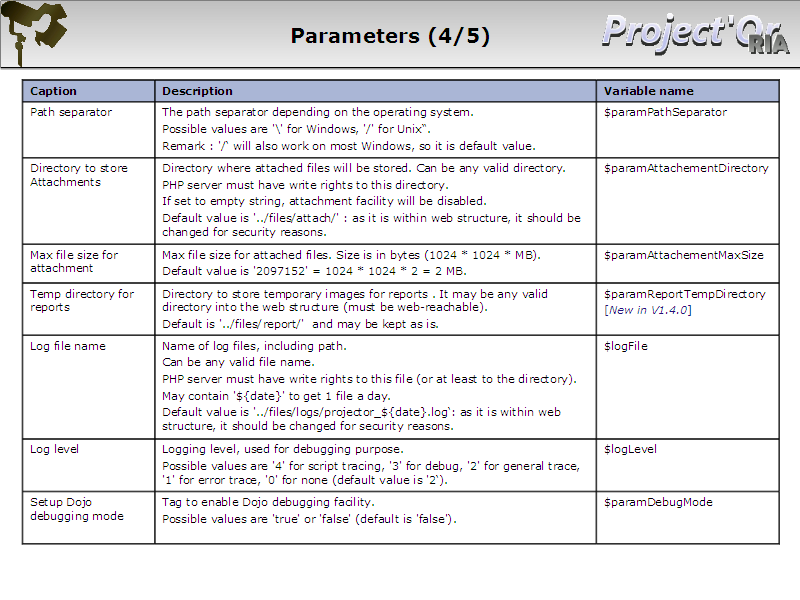 Parameters (4/5)
Project'Or
RIA
Caption
Description
Variable name
Path separator
The path separator depending on the operating system.
Possible values are '\' for Windows, '/' for Unix“.
Remark : '/‘ will also work on most Windows, so it is default value.
$paramPathSeparator
Directory to store
Attachments
Directory where attached files will be stored. Can be any valid directory.
PHP server must have write rights to this directory.
If set to empty string, attachment facility will be disabled.
Default value is '../files/attach/' : as it is within web structure, it should be
changed for security reasons.
$paramAttachementDirectory
Max file size for
attachment
Max file size for attached files. Size is in bytes (1024 * 1024 * MB).
Default value is '2097152' = 1024 * 1024 * 2 = 2 MB.
$paramAttachementMaxSize
Temp directory for
reports
Directory to store temporary images for reports . It may be any valid
directory into the web structure (must be web-reachable).
Default is '../files/report/'  and may be kept as is.
$paramReportTempDirectory
[New in V1.4.0]
Log file name
Name of log files, including path.
Can be any valid file name.
PHP server must have write rights to this file (or at least to the directory).
May contain '${date}' to get 1 file a day.
Default value is '../files/logs/projector_${date}.log‘: as it is within web
structure, it should be changed for security reasons.
$logFile
Log level
Logging level, used for debugging purpose.
Possible values are '4' for script tracing, '3' for debug, '2' for general trace,
'1' for error trace, '0' for none (default value is '2‘).
$logLevel
Setup Dojo
debugging mode
Tag to enable Dojo debugging facility.
Possible values are 'true' or 'false' (default is 'false‘).
$paramDebugMode